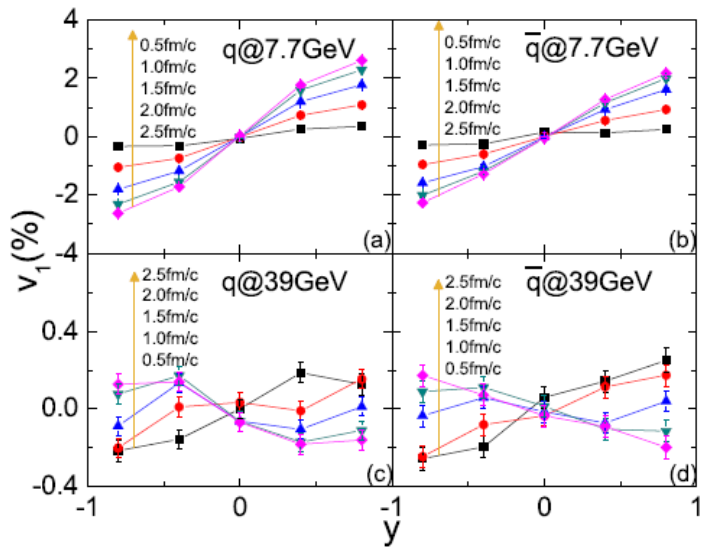 q@7.7GeV
0.5fm/c
1.0fm/c
1.5fm/c
2.0fm/c
2.5fm/c
(a)
q̅@7.7GeV
0.5fm/c
1.0fm/c
1.5fm/c
2.0fm/c
2.5fm/c
(b)
4
2
0
-2
-4
v₁(%)
q@39GeV
2.5fm/c
2.0fm/c
1.5fm/c
1.0fm/c
0.5fm/c
(c)
q̅@39GeV
2.5fm/c
2.0fm/c
1.5fm/c
1.0fm/c
0.5fm/c
(d)
0.4
0.0
-0.4
-1 0 -1 0 1
y